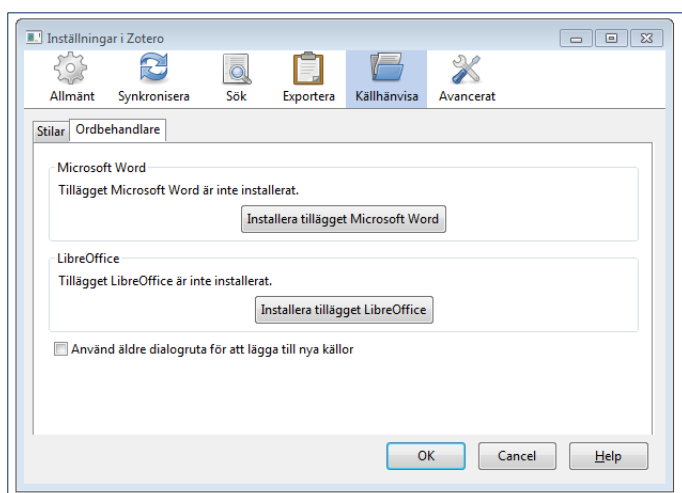 Inställningar i Zotero
Allmänt Synkronisera Sök Exportera Källhänvisa Avancerat
Stilar Ordbehandlare
Microsoft Word
Tillägget Microsoft Word är inte installerat.
Installera tillägget Microsoft Word
LibreOffice
Tillägget LibreOffice är inte installerat.
Installera tillägget LibreOffice
Använd äldre dialogruta för att lägga till nya källor
OK Cancel Help